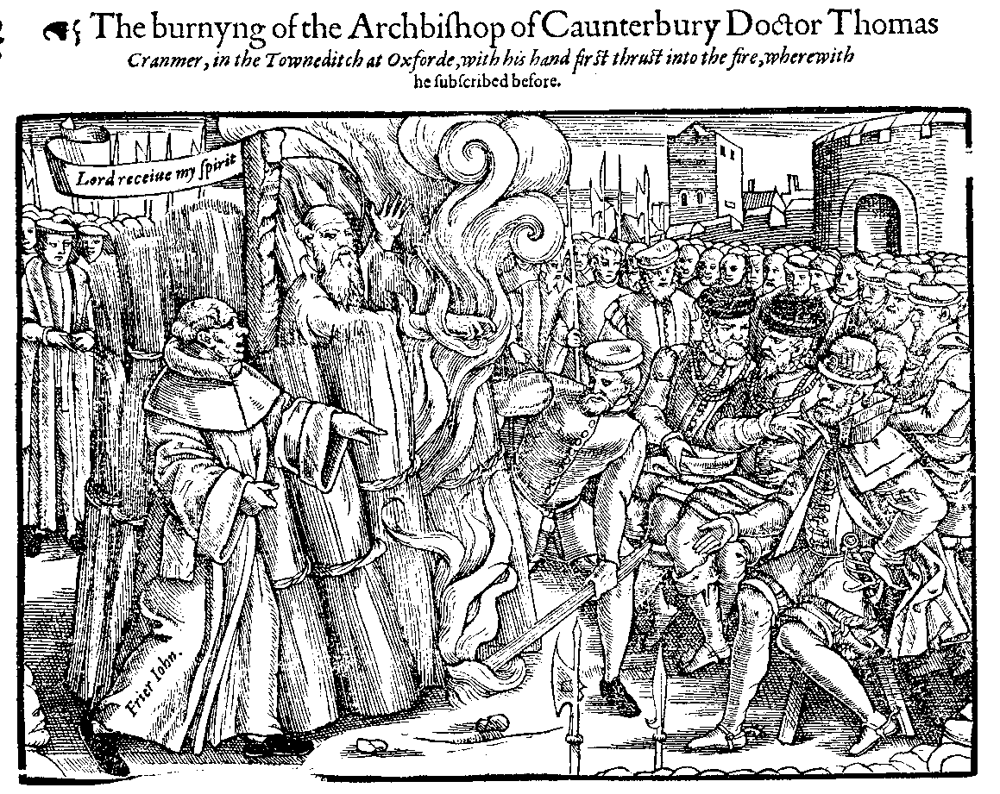 The burnyng of the Archbiſhop of Caunterbury Doctor Thomas
Cranmer, in the Towneditch at Oxforde, with his hand firſt thruſt into the fire, wherewith
he ſubſcribed before.
Lord receiue my ſpirit
Frier Iohn.